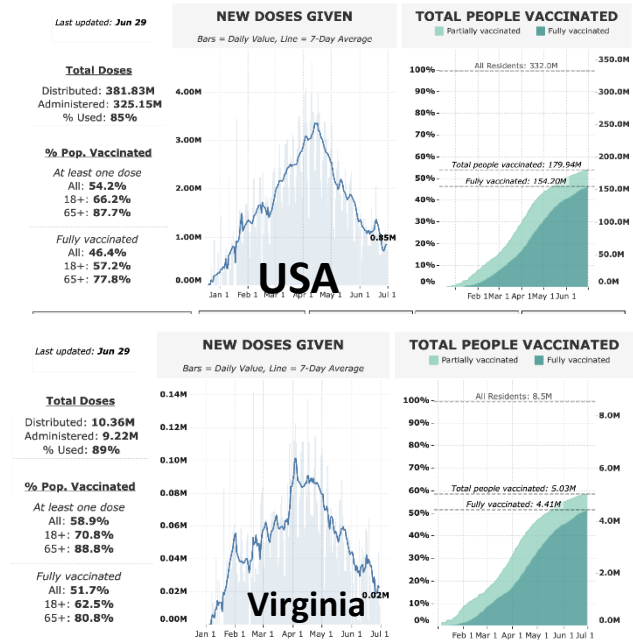 Last updated: Jun 29
Total Doses
Distributed: 381.83M
Administered: 325.15M
% Used: 85%
% Pop. Vaccinated
At least one dose
All: 54.2%
18+: 66.2%
65+: 87.7%
Fully vaccinated
All: 46.4%
18+: 57.2%
65+: 77.8%
NEW DOSES GIVEN
Bars = Daily Value, Line = 7-Day Average
4.00M
3.00M
2.00M
1.00M
0.00M
0.85M
USA
Jan 1 Feb 1 Mar 1 Apr 1 May 1 Jun 1 Jul 1
TOTAL PEOPLE VACCINATED
Partially vaccinated Fully vaccinated
All Residents: 332.0M
100%
90%
80%
70%
60%
50%
40%
30%
20%
10%
0%
Total people vaccinated: 179.94M
Fully vaccinated: 154.20M
350.0M
300.0M
250.0M
200.0M
150.0M
100.0M
50.0M
0.0M
Feb 1 Mar 1 Apr 1 May 1 Jun 1
Last updated: Jun 29
Total Doses
Distributed: 10.36M
Administered: 9.22M
% Used: 89%
% Pop. Vaccinated
At least one dose
All: 58.9%
18+: 70.8%
65+: 88.8%
Fully vaccinated
All: 51.7%
18+: 62.5%
65+: 80.8%
NEW DOSES GIVEN
Bars = Daily Value, Line = 7-Day Average
0.14M
0.12M
0.10M
0.08M
0.06M
0.04M
0.02M
0.00M
0.02M
Virginia
Jan 1 Feb 1 Mar 1 Apr 1 May 1 Jun 1 Jul 1
TOTAL PEOPLE VACCINATED
Partially vaccinated Fully vaccinated
All Residents: 8.5M
100%
90%
80%
70%
60%
50%
40%
30%
20%
10%
0%
Total people vaccinated: 5.03M
Fully vaccinated: 4.41M
8.0M
6.0M
4.0M
2.0M
0.0M
Feb 1 Mar 1 Apr 1 May 1 Jun 1